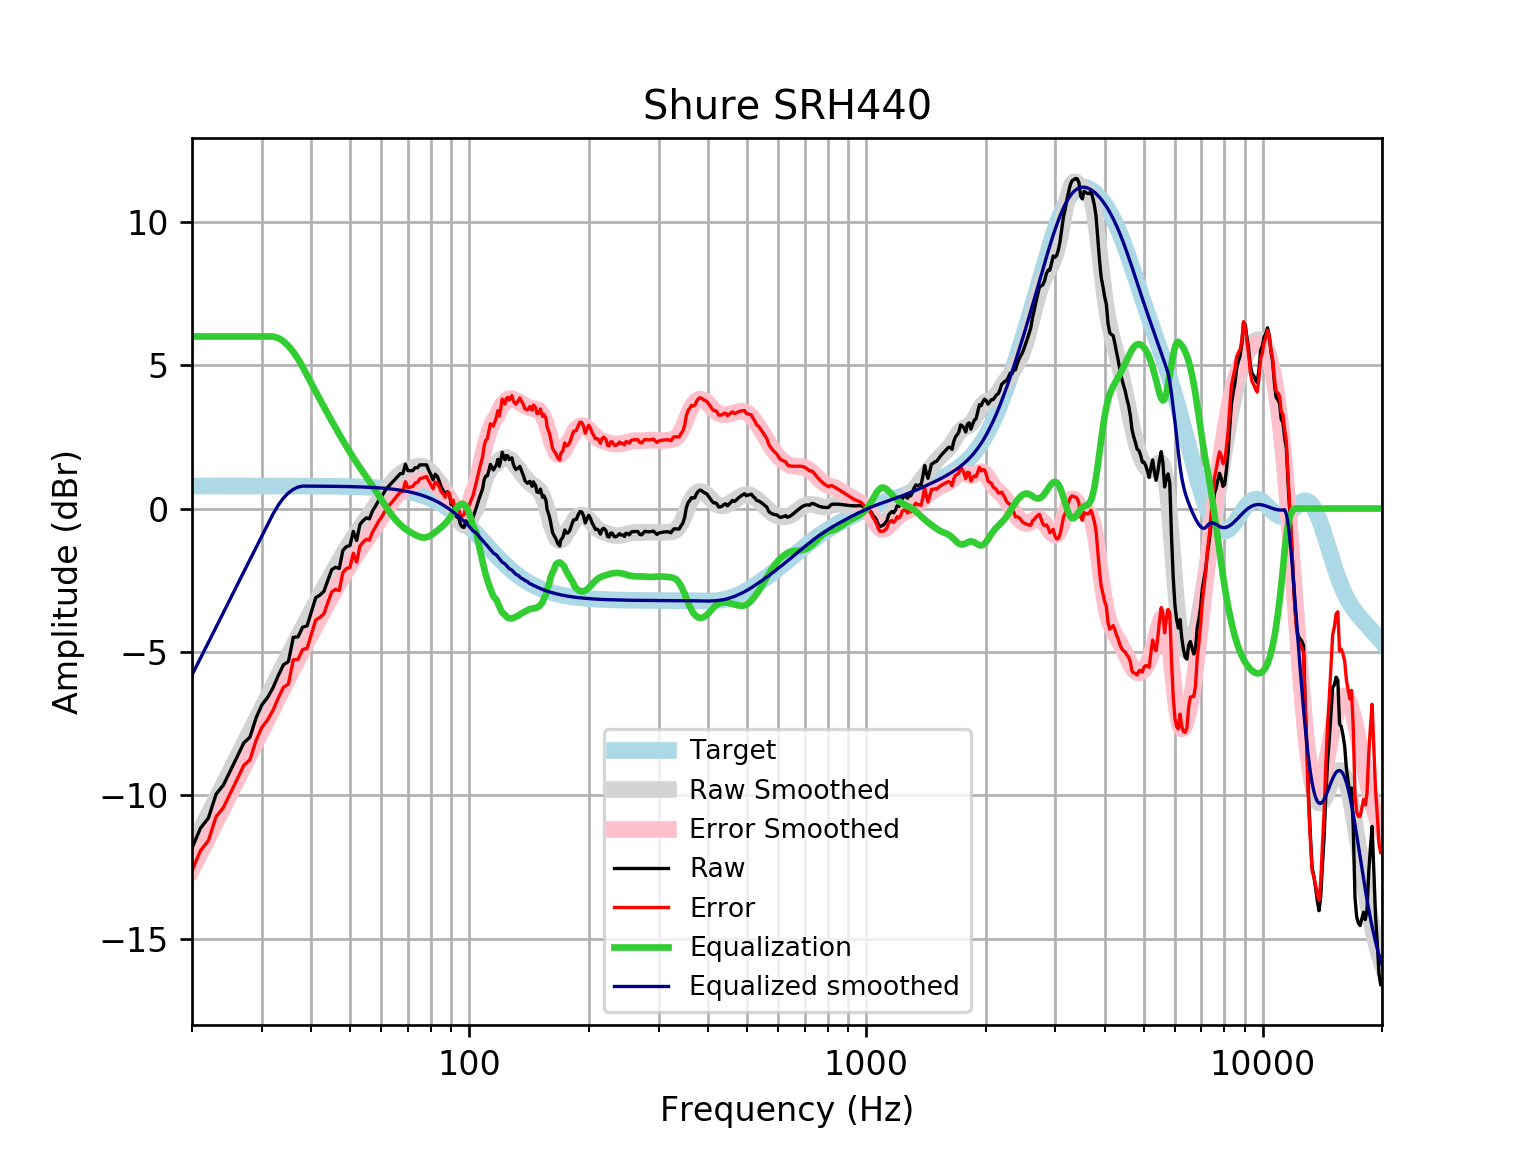 Shure SRH440
Amplitude (dBr)
10
5
0
−5
−10
−15
Target
Raw Smoothed
Error Smoothed
Raw
Error
Equalization
Equalized smoothed
100
1000
10000
Frequency (Hz)